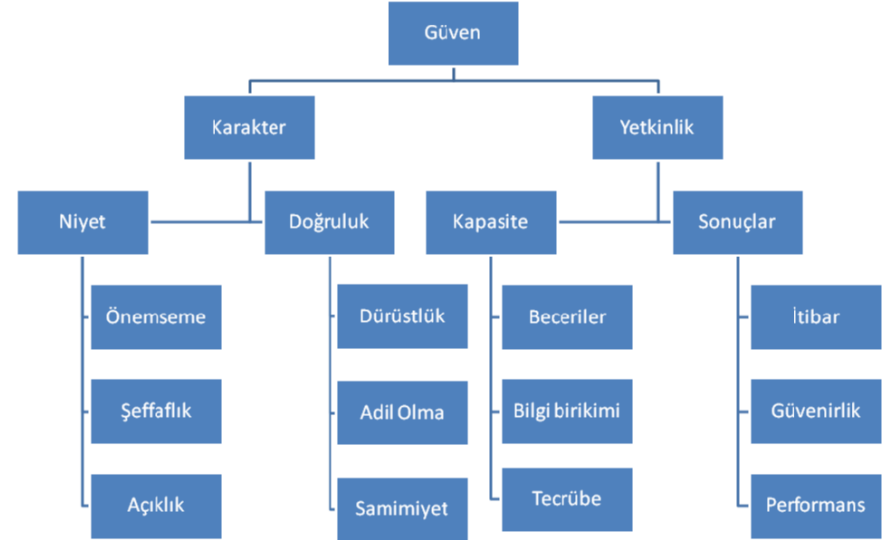 Güven
Karakter
Yetkinlik
Niyet
Doğruluk
Kapasite
Sonuçlar
Önemseme
Dürüstlük
Beceriler
İtibar
Şeffaflık
Adil Olma
Bilgi birikimi
Güvenirlik
Açıklık
Samimiyet
Tecrübe
Performans